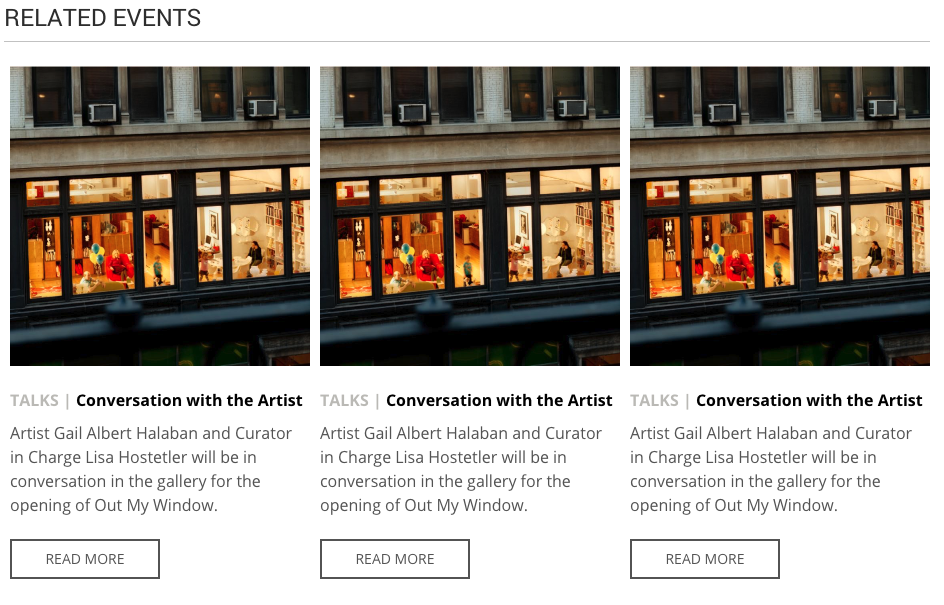 RELATED EVENTS
TALKS | Conversation with the Artist
Artist Gail Albert Halaban and Curator
in Charge Lisa Hostetler will be in
conversation in the gallery for the
opening of Out My Window.
READ MORE
TALKS | Conversation with the Artist
Artist Gail Albert Halaban and Curator
in Charge Lisa Hostetler will be in
conversation in the gallery for the
opening of Out My Window.
READ MORE
TALKS | Conversation with the Artist
Artist Gail Albert Halaban and Curator
in Charge Lisa Hostetler will be in
conversation in the gallery for the
opening of Out My Window.
READ MORE